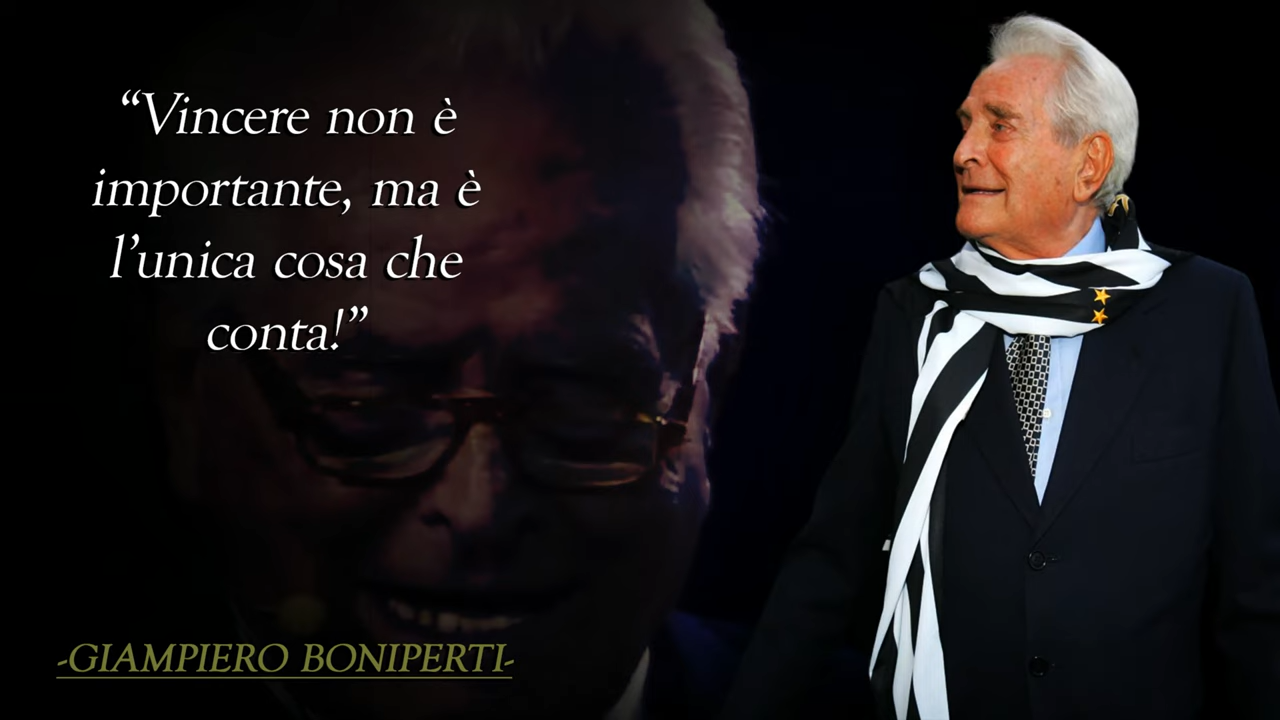 “Vincere non è
importante, ma è
l’unica cosa che
conta!”
-GIAMPIERO BONIPERTI-